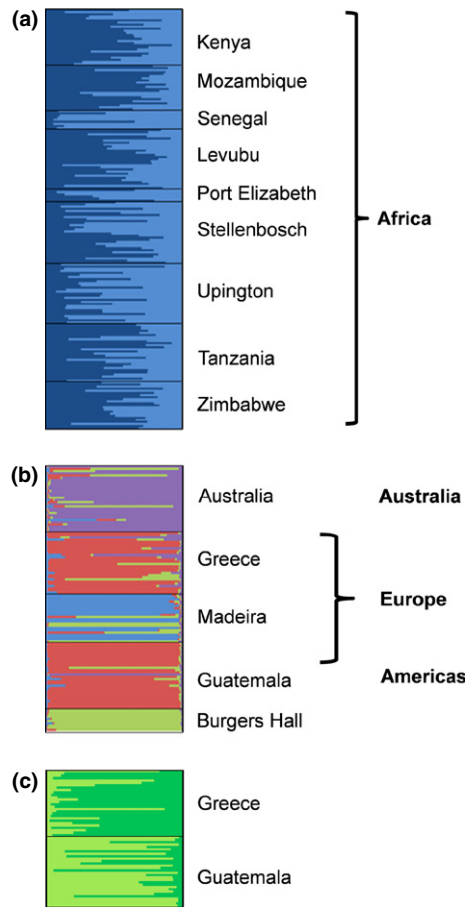 (a)
Kenya
Mozambique
Senegal
Levubu
Port Elizabeth
Stellenbosch
Upington
Tanzania
Zimbabwe
Africa
(b)
Australia
Australia
Greece
Madeira
Europe
Guatemala
Americas
Burgers Hall
(c)
Greece
Guatemala